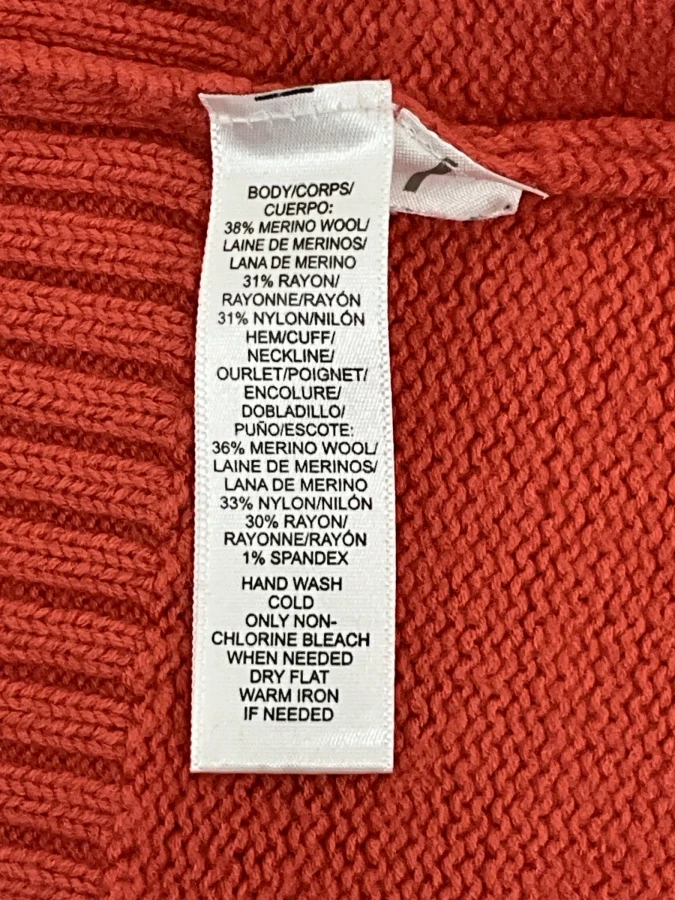 BODY/CORPS/
CUERPO:
38% MERINO WOOL/
LAINE DE MERINOS/
LANA DE MERINO
31% RAYON/
RAYONNE/RAYÓN
31% NYLON/NILÓN
HEM/CUFF/
NECKLINE/
OURLET/POIGNET/
ENCOLURE/
DOBLADILLO/
PUÑO/ESCOTE:
36% MERINO WOOL/
LAINE DE MERINOS/
LANA DE MERINO
33% NYLON/NILÓN
30% RAYON/
RAYONNE/RAYÓN
1% SPANDEX
HAND WASH
COLD
ONLY NON-
CHLORINE BLEACH
WHEN NEEDED
DRY FLAT
WARM IRON
IF NEEDED